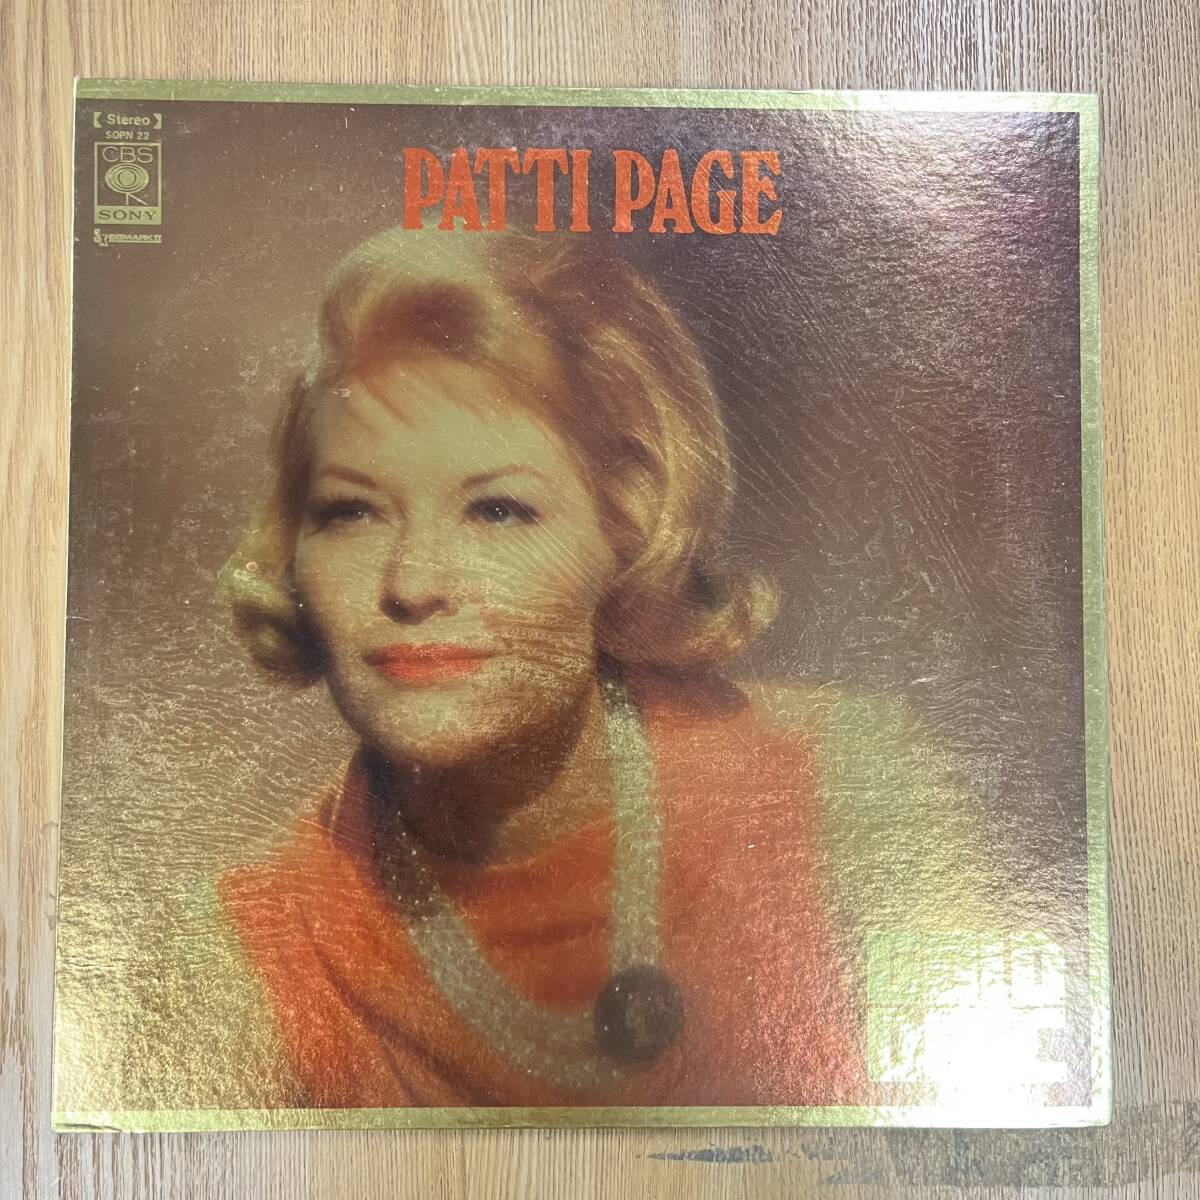 【Stereo】
SOPN 22
PATTI PAGE
CBS
SONY